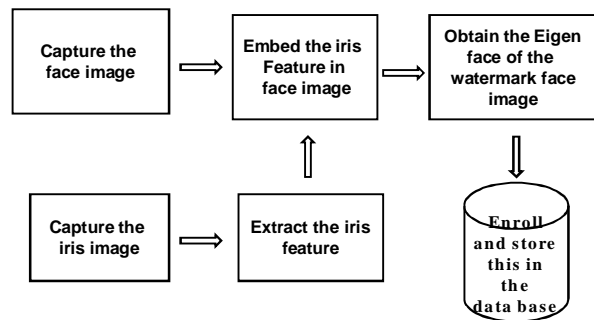 Capture the
face image
Embed the iris
Feature in
face image
Obtain the Eigen
face of the
watermark face
image
Capture the
iris image
Extract the iris
feature
Enroll
and store
this in
the
data base